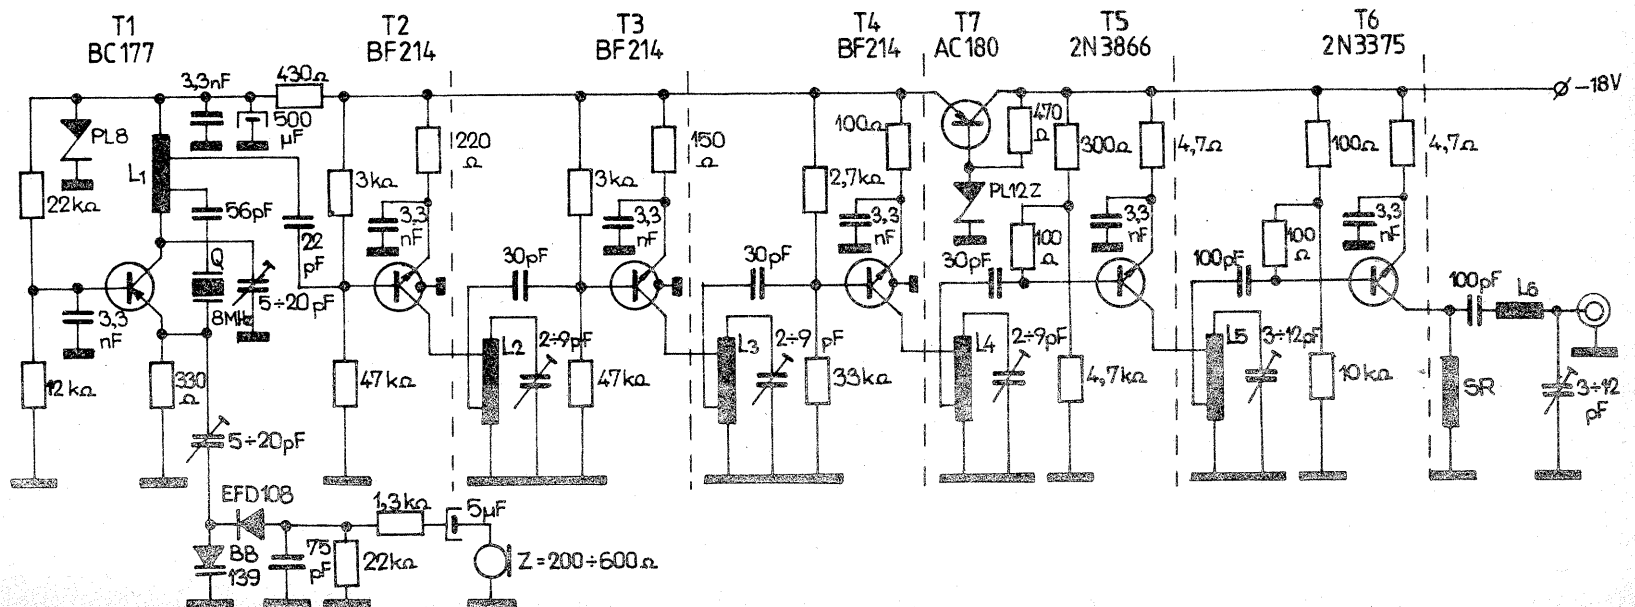 T1
BC177
T2
BF214
T3
BF214
T4
BF214
T7
AC180
T5
2N3866
T6
2N3375
3,3nF
430Ω
500
µF
PL8
L1
22kΩ
56pF
22
pF
Q
8MHz
5÷20pF
3,3
nF
12kΩ
330
Ω
5÷20pF
220
Ω
3kΩ
3,3
nF
47kΩ
30pF
L2
2÷9pF
150
Ω
3kΩ
3,3
nF
47kΩ
30pF
L3
2÷9 pF
100Ω
2,7kΩ
3,3
nF
33kΩ
470
Ω
PL12Z
30pF
100
Ω
L4
2÷9pF
300Ω
4,7Ω
3,3
nF
4,7kΩ
100pF
100
Ω
L5
3÷12pF
100Ω
4,7Ω
3,3
nF
10kΩ
–18V
100pF
L6
SR
3÷12
pF
EFD108
BB
139
75
pF
1,3kΩ
22kΩ
5µF
Z=200÷600Ω